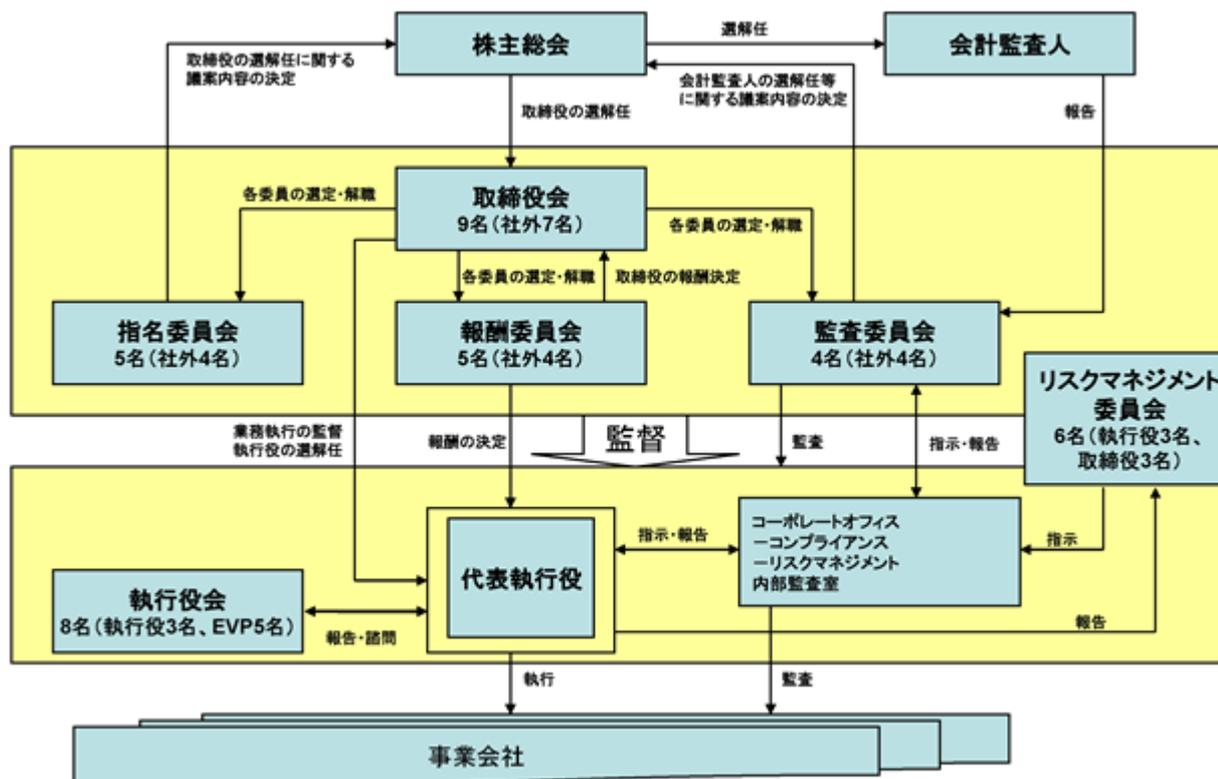 株主総会
選解任
会計監査人
取締役の選解任に関する
議案内容の決定
会計監査人の選解任等
に関する議案内容の決定
取締役の選解任
報告
取締役会
9名(社外7名)
各委員の選定・解職
各委員の選定・解職
各委員の選定・解職
取締役の報酬決定
指名委員会
5名(社外4名)
報酬委員会
5名(社外4名)
監査委員会
4名(社外4名)
リスクマネジメント
委員会
6名(執行役3名、
取締役3名)
業務執行の監督
執行役の選解任
報酬の決定
監督
監査
指示・報告
コーポレートオフィス
ーコンプライアンス
ーリスクマネジメント
内部監査室
指示・報告
指示
代表執行役
執行役会
8名(執行役3名、EVP5名)
報告・諮問
報告
執行
監査
事業会社